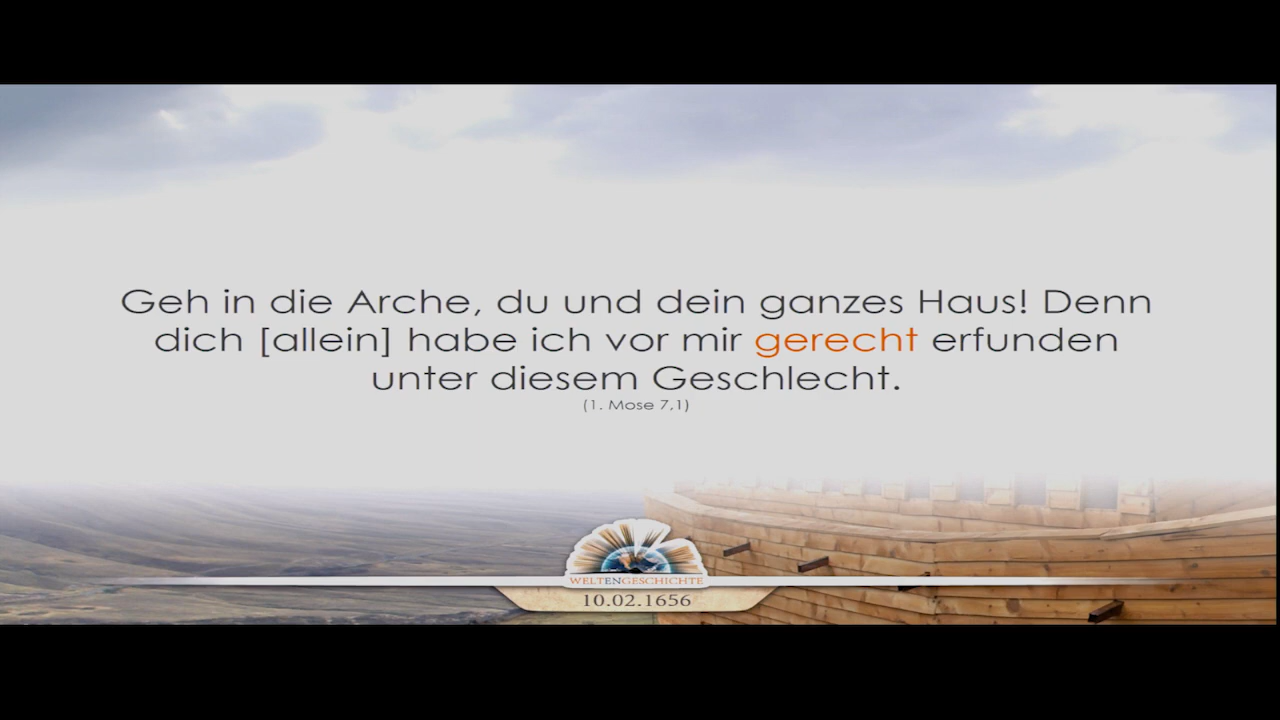 Geh in die Arche, du und dein ganzes Haus! Denn
dich [allein] habe ich vor mir gerecht erfunden
unter diesem Geschlecht.
(1. Mose 7,1)
WELTENGESCHICHTE
10.02.1656